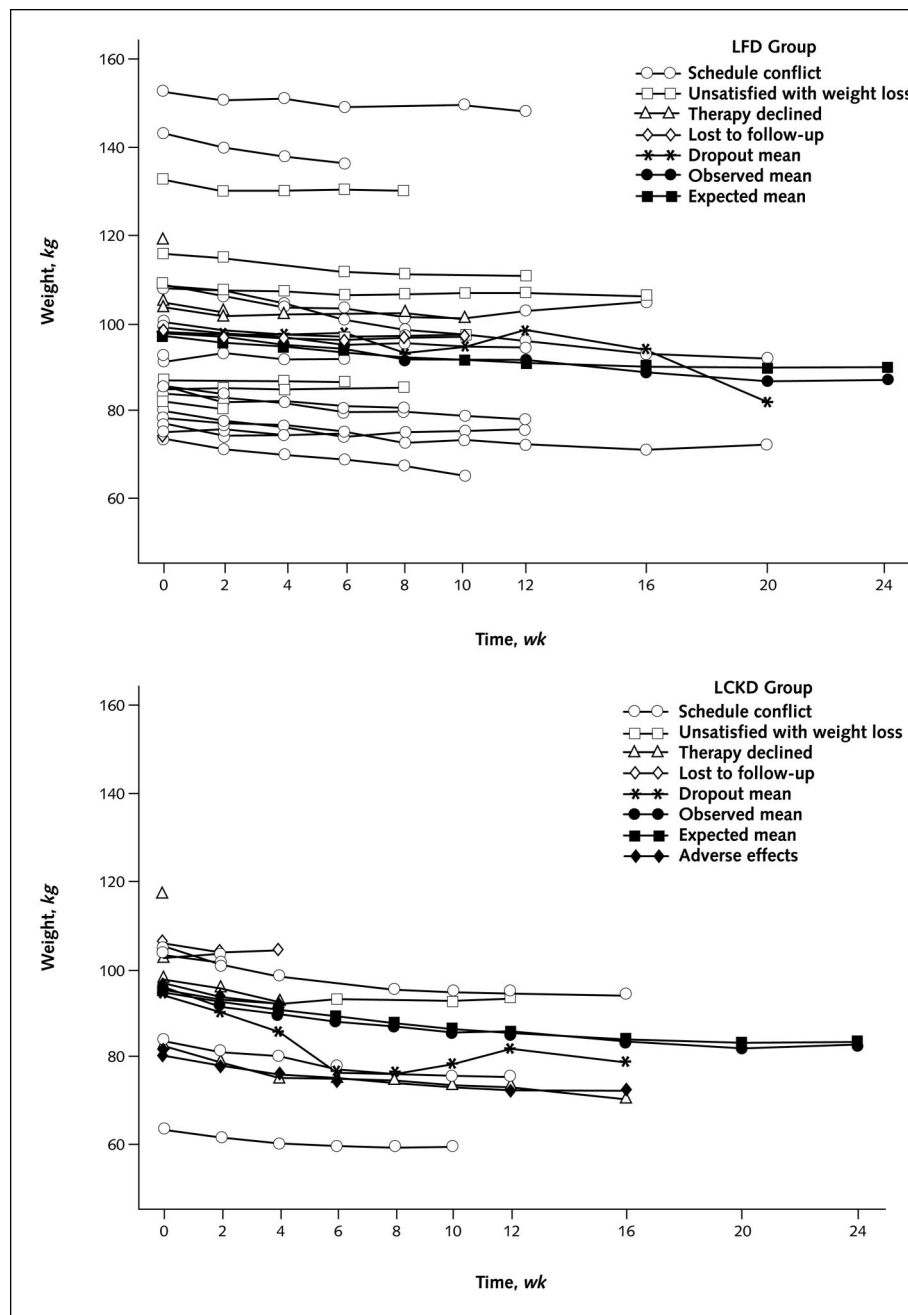 LFD Group
Schedule conflict
Unsatisfied with weight loss
Therapy declined
Lost to follow-up
Dropout mean
Observed mean
Expected mean
Weight, kg
160
140
120
100
80
60
0 2 4 6 8 10 12 16 20 24
Time, wk
LCKD Group
Schedule conflict
Unsatisfied with weight loss
Therapy declined
Lost to follow-up
Dropout mean
Observed mean
Expected mean
Adverse effects
Weight, kg
160
140
120
100
80
60
0 2 4 6 8 10 12 16 20 24
Time, wk